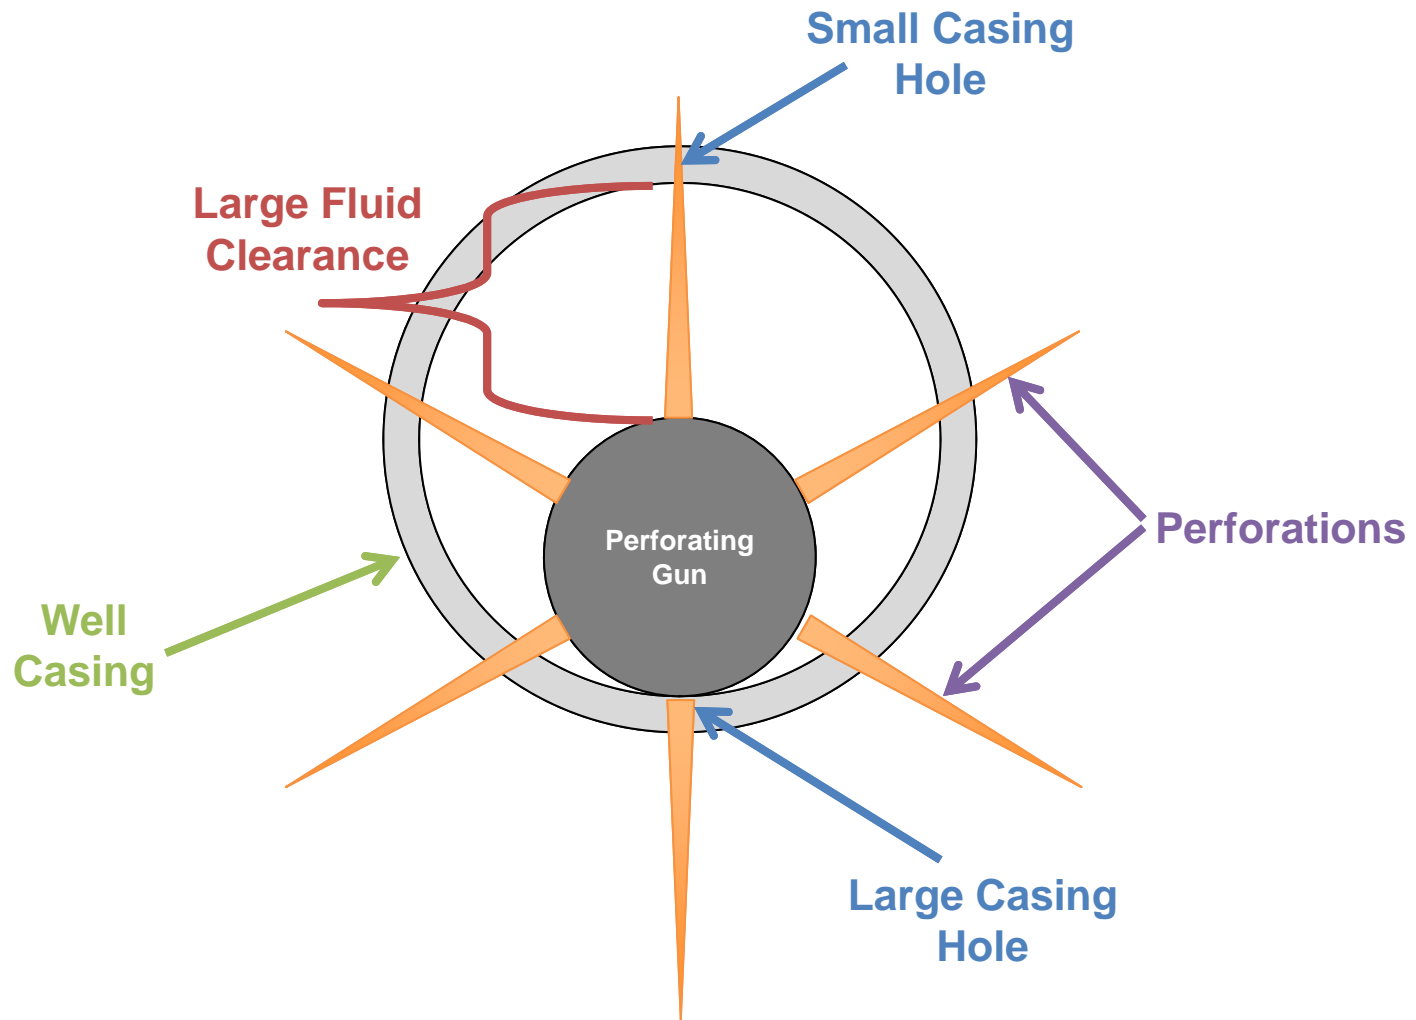 Small Casing
Hole
Large Fluid
Clearance
Perforations
Perforating
Gun
Well
Casing
Large Casing
Hole